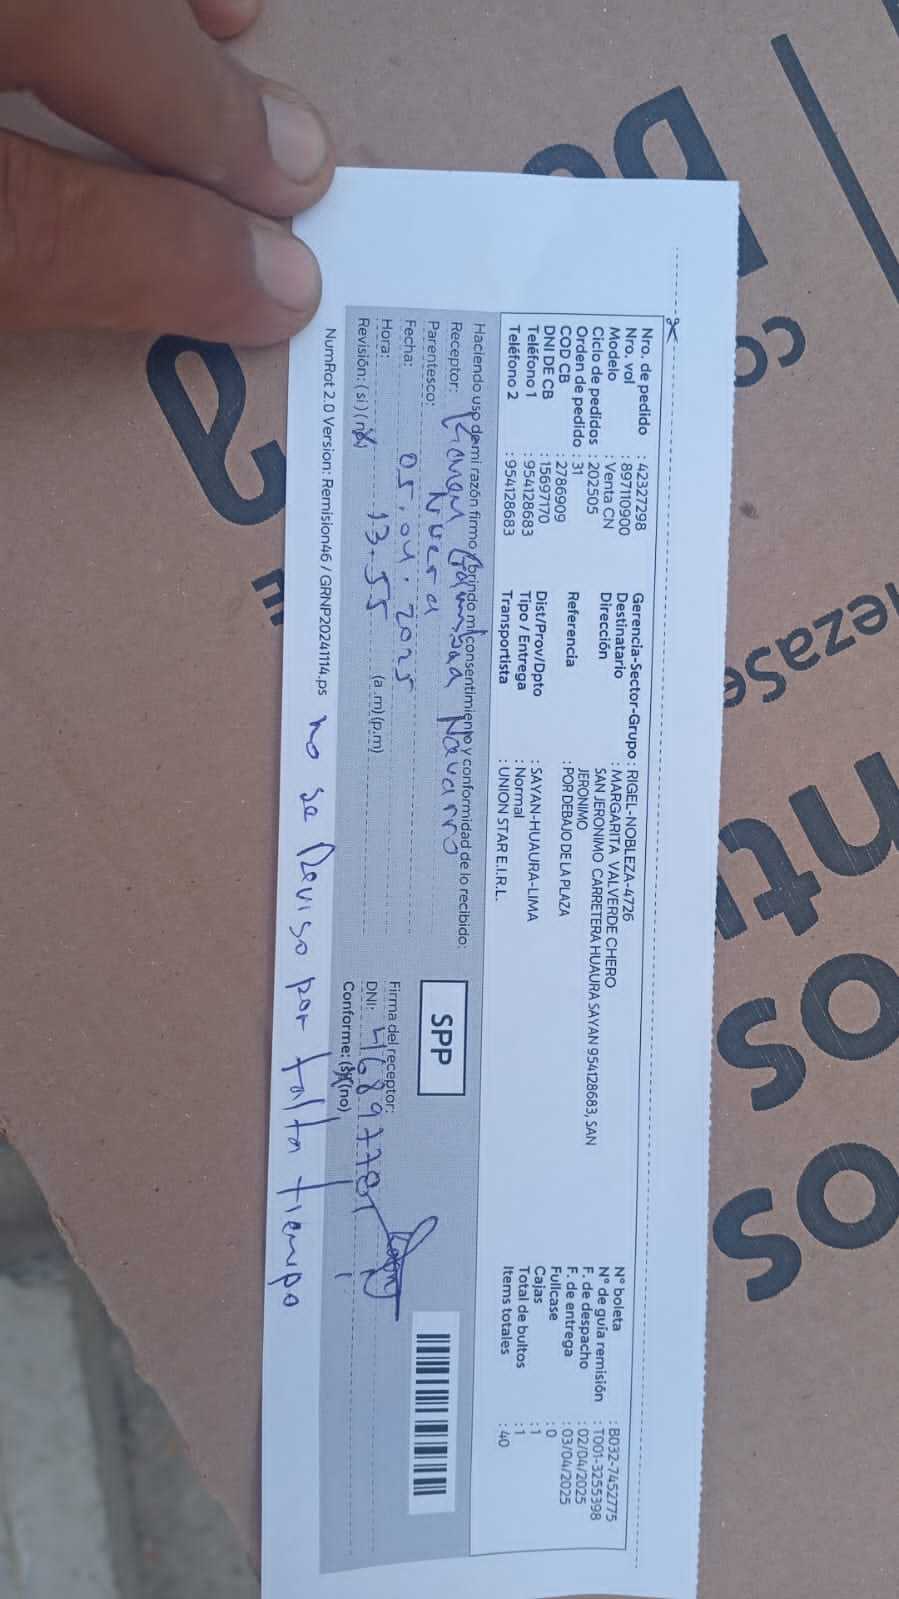 Nro. de pedido : 42327298
Nro. vol : 897110900
Modelo : Venta CN
Ciclo de pedidos : 202505
Orden de pedido : 31
COD CB : 2786909
DNI DE CB : 15697170
Teléfono 1 : 954128683
Teléfono 2 : 954128683
Gerencia-Sector-Grupo : RIGEL-NOBLEZA-4726
Destinatario : MARGARITA VALVERDE CHERO
Dirección SAN JERONIMO CARRETERA HUAURA SAYAN 954128683, SAN
JERONIMO
Referencia : POR DEBAJO DE LA PLAZA
Dist/Prov/Dpto : SAYAN-HUAURA-LIMA
Tipo / Entrega : Normal
Transportista : UNION STAR E.I.R.L.
N° boleta : B032-7452775
N° de guía remisión : T001-3255398
F. de despacho : 02/04/2025
F. de entrega : 03/04/2025
Fullcase : 0
Cajas : 1
Total de bultos : 1
Items totales : 40
Haciendo uso de mi razón firmo brindo mi consentimiento y conformidad de lo recibido:
Receptor: Navarro
Parentesco: Nuera
Fecha: 05.04.2025
Hora: 13.55 (a.m)(p.m)
Revisión: (si)(no)
SPP
Firma del receptor:
DNI:
Conforme: (si)(no)
NumRot 2.0 Version: Remision46 / GRNP20241114.ps
no se Reviso por falta tiempo
ezase
ntu
os
so